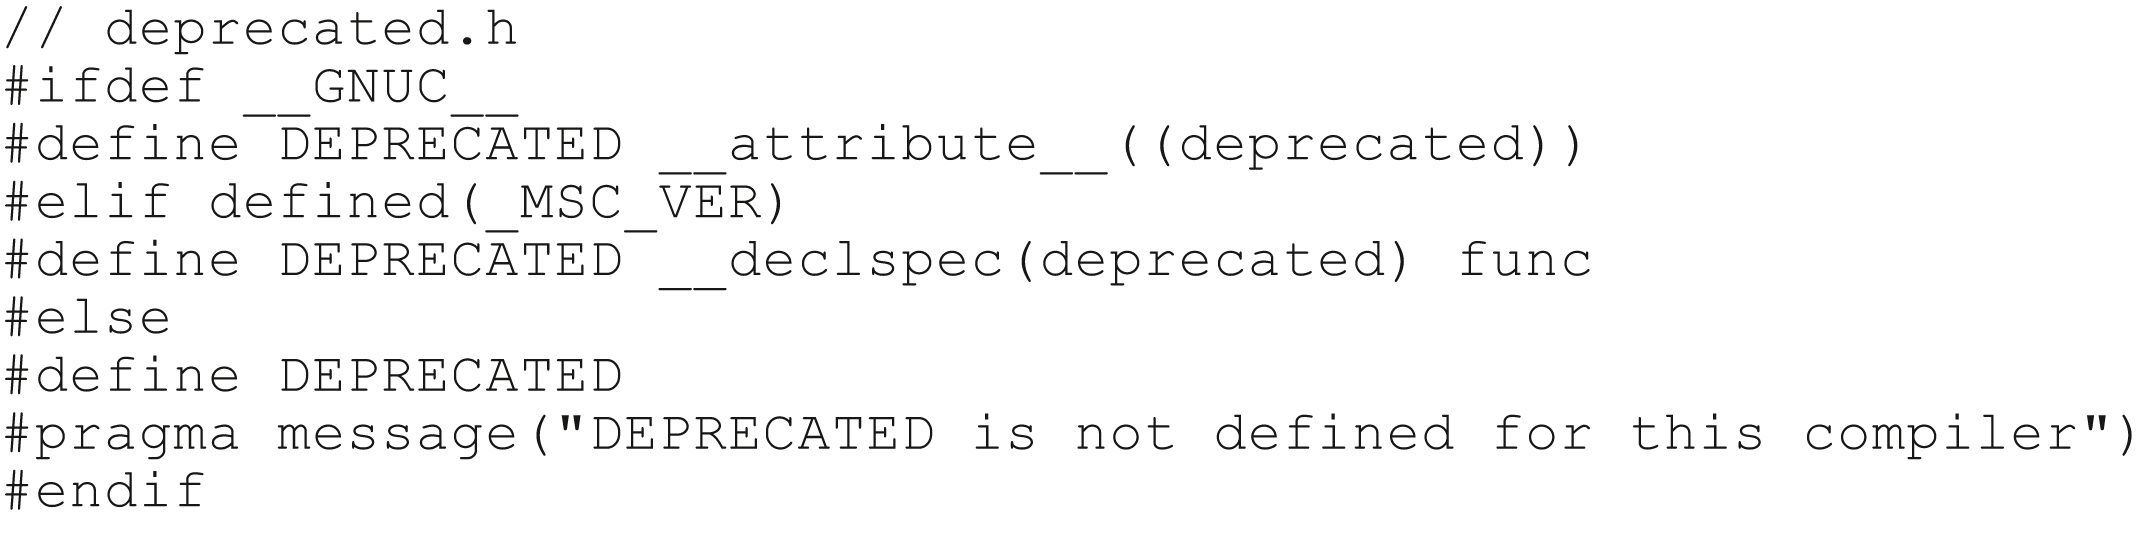 // deprecated.h
#ifdef __GNUC__
#define DEPRECATED __attribute__((deprecated))
#elif defined(_MSC_VER)
#define DEPRECATED __declspec(deprecated) func
#else
#define DEPRECATED
#pragma message("DEPRECATED is not defined for this compiler")
#endif